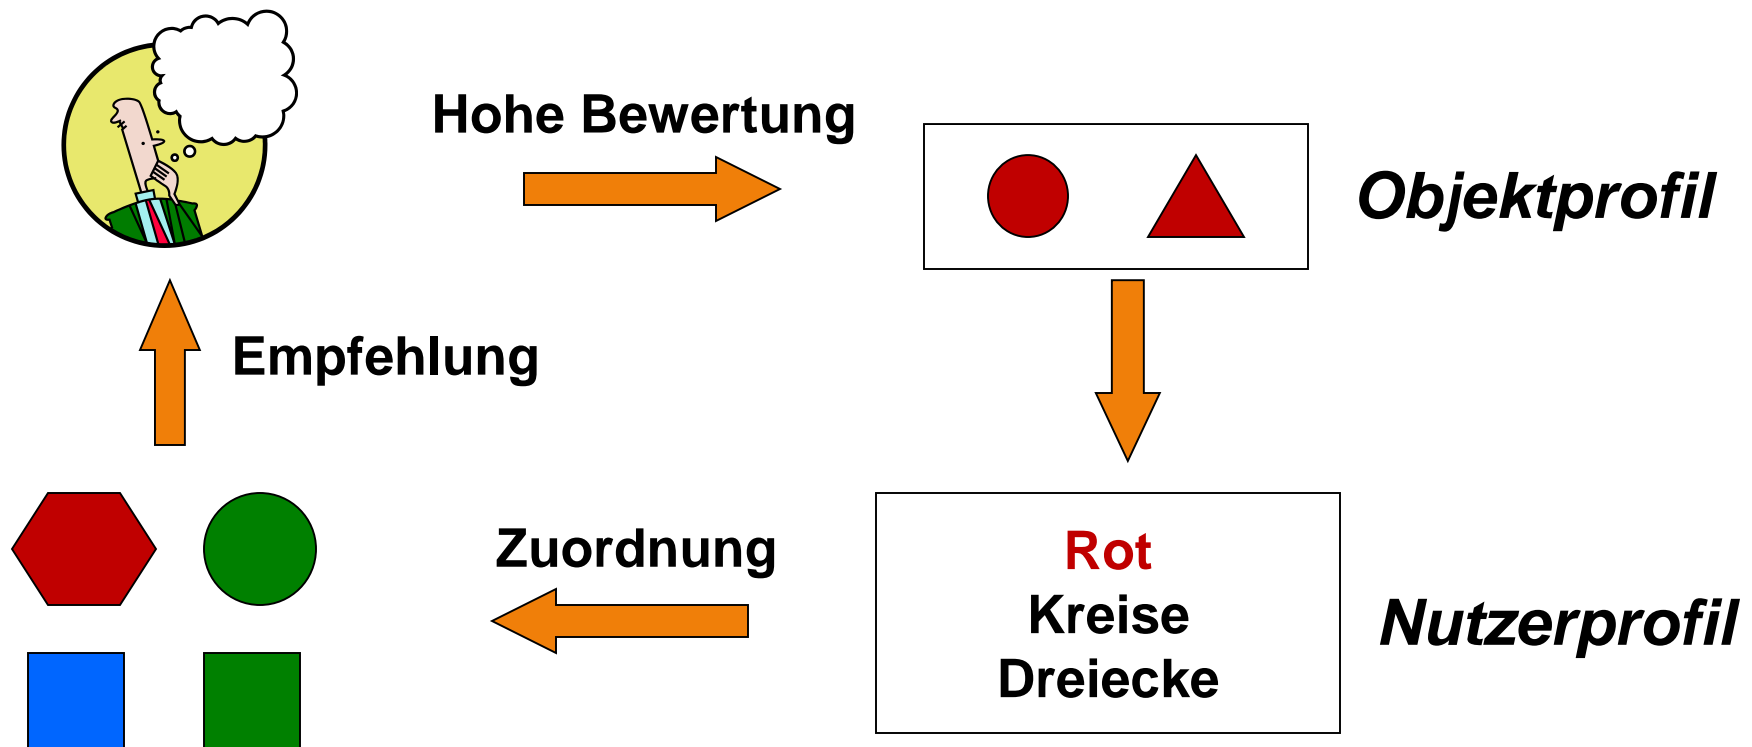 Hohe Bewertung
Objektprofil
Empfehlung
Zuordnung
Rot
Kreise
Dreiecke
Nutzerprofil